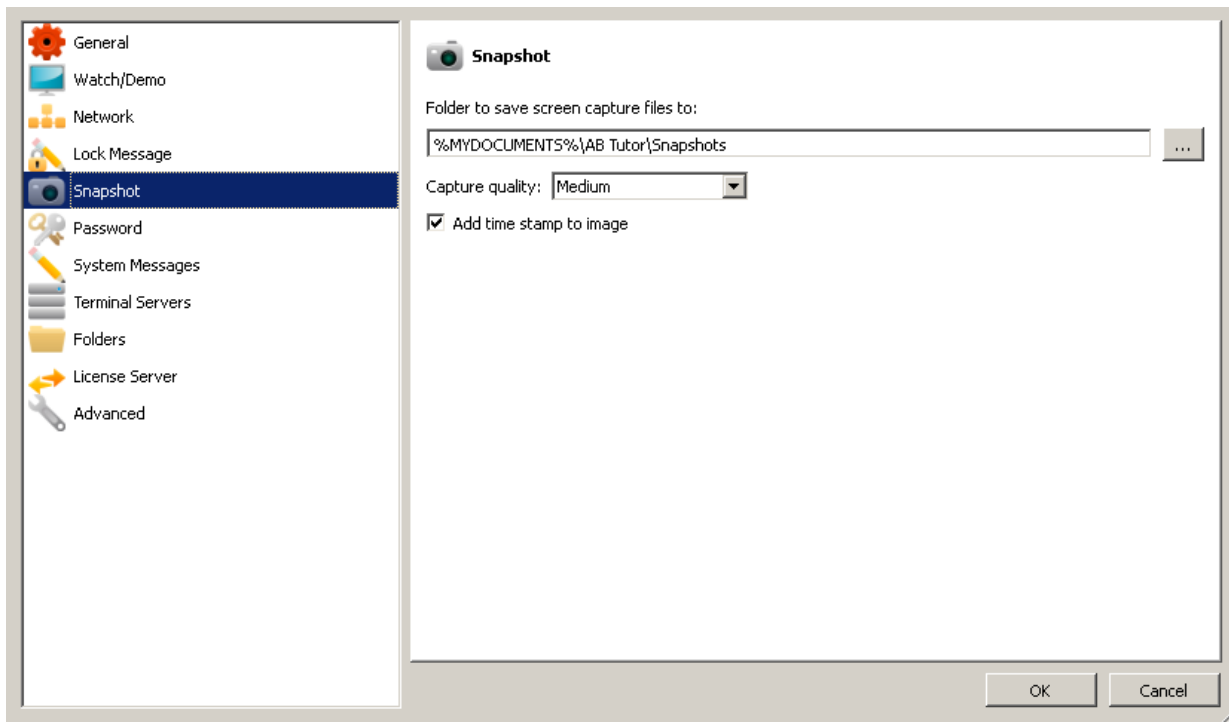 General
Watch/Demo
Network
Lock Message
Snapshot
Password
System Messages
Terminal Servers
Folders
License Server
Advanced
Snapshot
Folder to save screen capture files to:
%MYDOCUMENTS%\AB Tutor\Snapshots
...
Capture quality: Medium
Add time stamp to image
OK Cancel